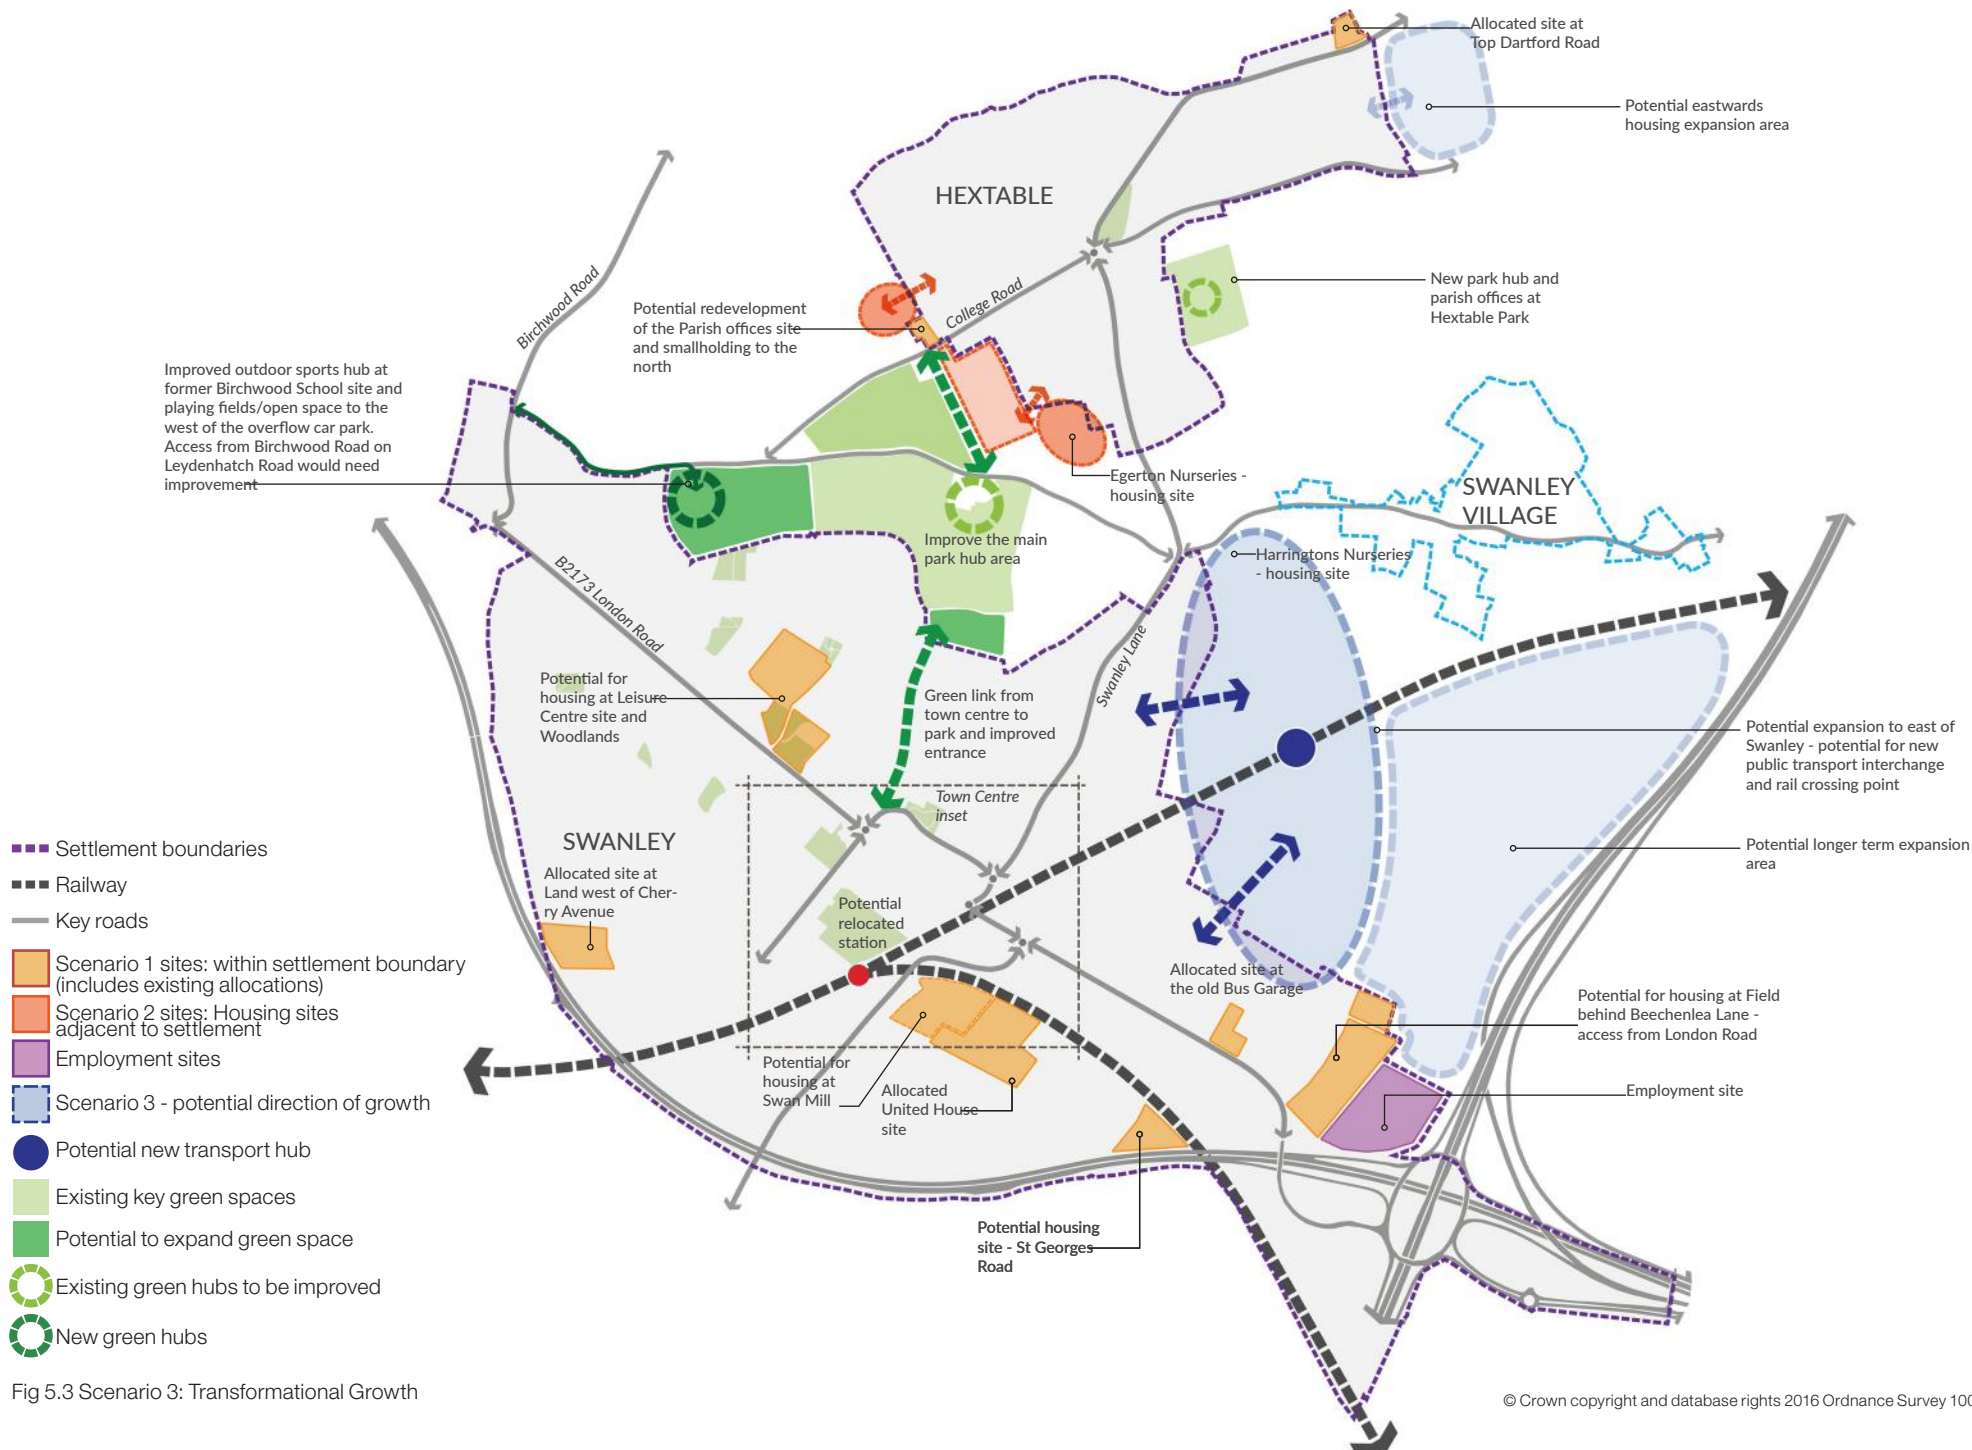 Allocated site at
Top Dartford Road
Potential eastwards
housing expansion area
HEXTABLE
New park hub and
parish offices at
Hextable Park
College Road
Birchwood Road
Potential redevelopment
of the Parish offices site
and smallholding to the
north
Improved outdoor sports hub at
former Birchwood School site and
playing fields/open space to the
west of the overflow car park.
Access from Birchwood Road on
Leydenhatch Road would need
improvement
Egerton Nurseries -
housing site
SWANLEY
VILLAGE
Improve the main
park hub area
Harringtons Nurseries
- housing site
B2173 London Road
Swanley Lane
Potential for
housing at Leisure
Centre site and
Woodlands
Green link from
town centre to
park and improved
entrance
Potential expansion to east of
Swanley - potential for new
public transport interchange
and rail crossing point
Town Centre
inset
SWANLEY
Potential longer term expansion
area
Allocated site at
Land west of Cher-
ry Avenue
Potential
relocated
station
Allocated site at
the old Bus Garage
Potential for housing at Field
behind Beechenlea Lane -
access from London Road
Potential for
housing at
Swan Mill
Allocated
United House
site
Employment site
Potential housing
site - St Georges
Road
Settlement boundaries
Railway
Key roads
Scenario 1 sites: within settlement boundary
(includes existing allocations)
Scenario 2 sites: Housing sites
adjacent to settlement
Employment sites
Scenario 3 - potential direction of growth
Potential new transport hub
Existing key green spaces
Potential to expand green space
Existing green hubs to be improved
New green hubs
Fig 5.3 Scenario 3: Transformational Growth
© Crown copyright and database rights 2016 Ordnance Survey 100